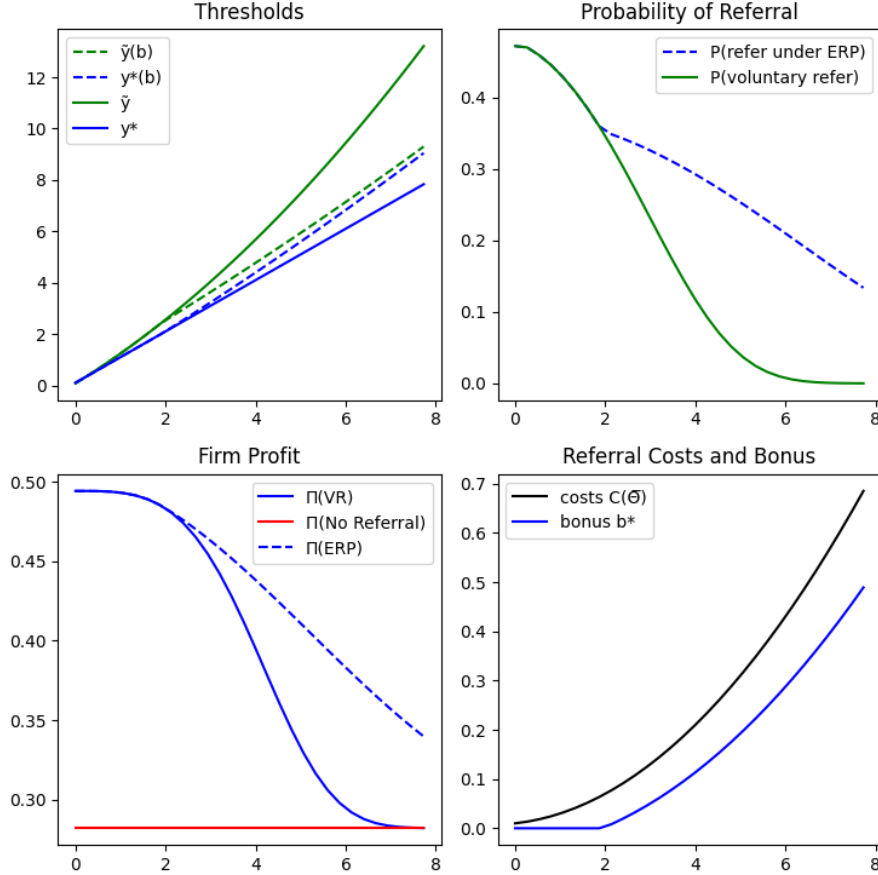 Thresholds
ỹ(b)
y*(b)
ỹ
y*
12
10
8
6
4
2
0
0 2 4 6 8
Probability of Referral
P(refer under ERP)
P(voluntary refer)
0.4
0.3
0.2
0.1
0.0
0 2 4 6 8
Firm Profit
Π(VR)
Π(No Referral)
Π(ERP)
0.50
0.45
0.40
0.35
0.30
0 2 4 6 8
Referral Costs and Bonus
costs C(Θ̄)
bonus b*
0.7
0.6
0.5
0.4
0.3
0.2
0.1
0.0
0 2 4 6 8